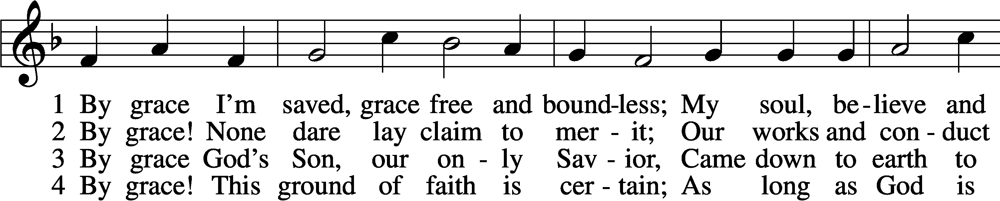 1 By grace I'm saved, grace free and bound-less; My soul, be-lieve and
2 By grace! None dare lay claim to mer - it; Our works and con - duct
3 By grace God's Son, our on - ly Sav - ior, Came down to earth to
4 By grace! This ground of faith is cer - tain; As long as God is